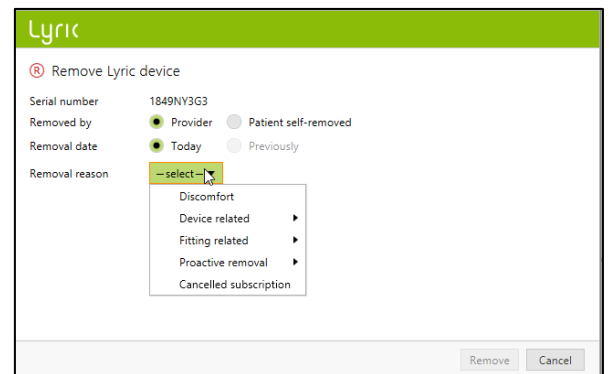 Lyric
R Remove Lyric device
Serial number 1849NY3G3
Removed by Provider Patient self-removed
Removal date Today Previously
Removal reason —select—
Discomfort
Device related
Fitting related
Proactive removal
Cancelled subscription
Remove Cancel